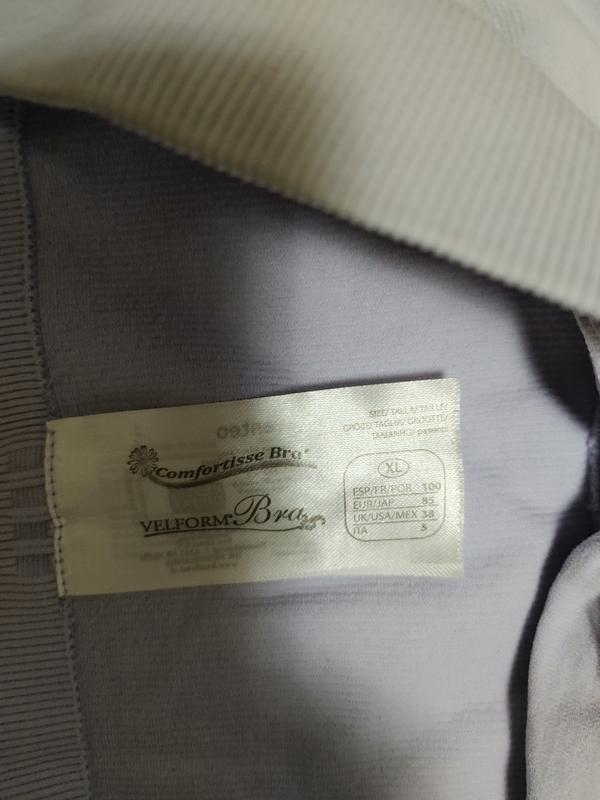 SIZE/ TALLA/ TAILLE/
GRÖSSE/ TAGLIA/ GROOTTE/
TAMANHO/ размер
Comfortisse Bra®
VELFORM® Bra
XL
ESP/FR/POR 100
EUR/JAP 85
UK/USA/MEX 38
ITA 5